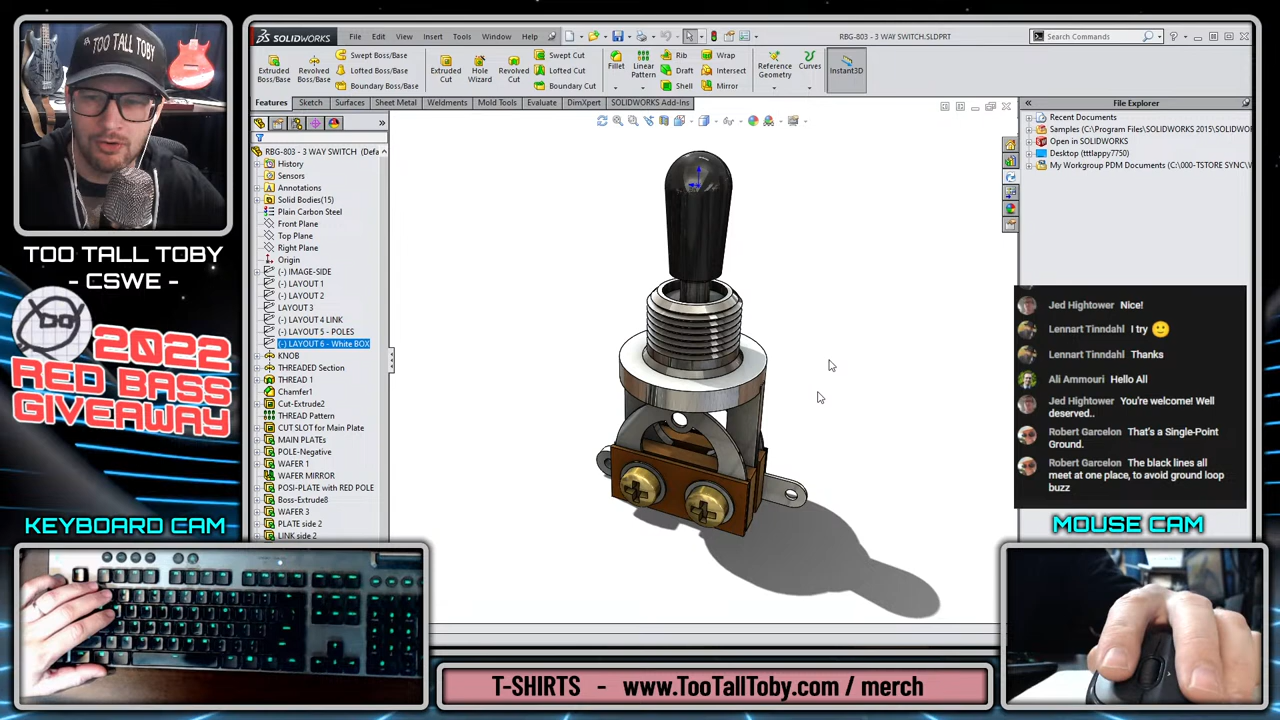 TOO TALL TOBY
TOO TALL TOBY
- CSWE -
2022
RED BASS
GIVEAWAY
KEYBOARD CAM
SOLIDWORKS
File
Edit
View
Insert
Tools
Window
Help
RBG-803 - 3 WAY SWITCH.SLDPRT
Search Commands
Extruded Boss/Base
Revolved Boss/Base
Swept Boss/Base
Lofted Boss/Base
Boundary Boss/Base
Extruded Cut
Hole Wizard
Revolved Cut
Swept Cut
Lofted Cut
Boundary Cut
Fillet
Linear Pattern
Rib
Draft
Shell
Wrap
Intersect
Mirror
Reference Geometry
Curves
Instant3D
Features
Sketch
Surfaces
Sheet Metal
Weldments
Mold Tools
Evaluate
DimXpert
SOLIDWORKS Add-Ins
RBG-803 - 3 WAY SWITCH (Defa
History
Sensors
Annotations
Solid Bodies(15)
Plain Carbon Steel
Front Plane
Top Plane
Right Plane
Origin
(-) IMAGE-SIDE
(-) LAYOUT 1
(-) LAYOUT 2
LAYOUT 3
(-) LAYOUT 4 LINK
(-) LAYOUT 5 - POLES
(-) LAYOUT 6 - White BOX
KNOB
THREADED Section
THREAD 1
Chamfer1
Cut-Extrude2
THREAD Pattern
CUT SLOT for Main Plate
MAIN PLATEs
POLE-Negative
WAFER 1
WAFER MIRROR
POSI-PLATE with RED POLE
Boss-Extrude8
WAFER 3
PLATE side 2
LINK side 2
File Explorer
Recent Documents
Samples (C:\Program Files\SOLIDWORKS 2015\SOLIDWO
Open in SOLIDWORKS
Desktop (tttlappy7750)
My Workgroup PDM Documents (C:\000-TSTORE SYNC\W
Jed Hightower Nice!
Lennart Tinndahl I try 🙂
Lennart Tinndahl Thanks
Ali Ammouri Hello All
Jed Hightower You're welcome! Well
deserved..
Robert Garcelon That's a Single-Point
Ground.
Robert Garcelon The black lines all
meet at one place, to avoid ground loop
buzz
MOUSE CAM
T-SHIRTS - www.TooTallToby.com / merch